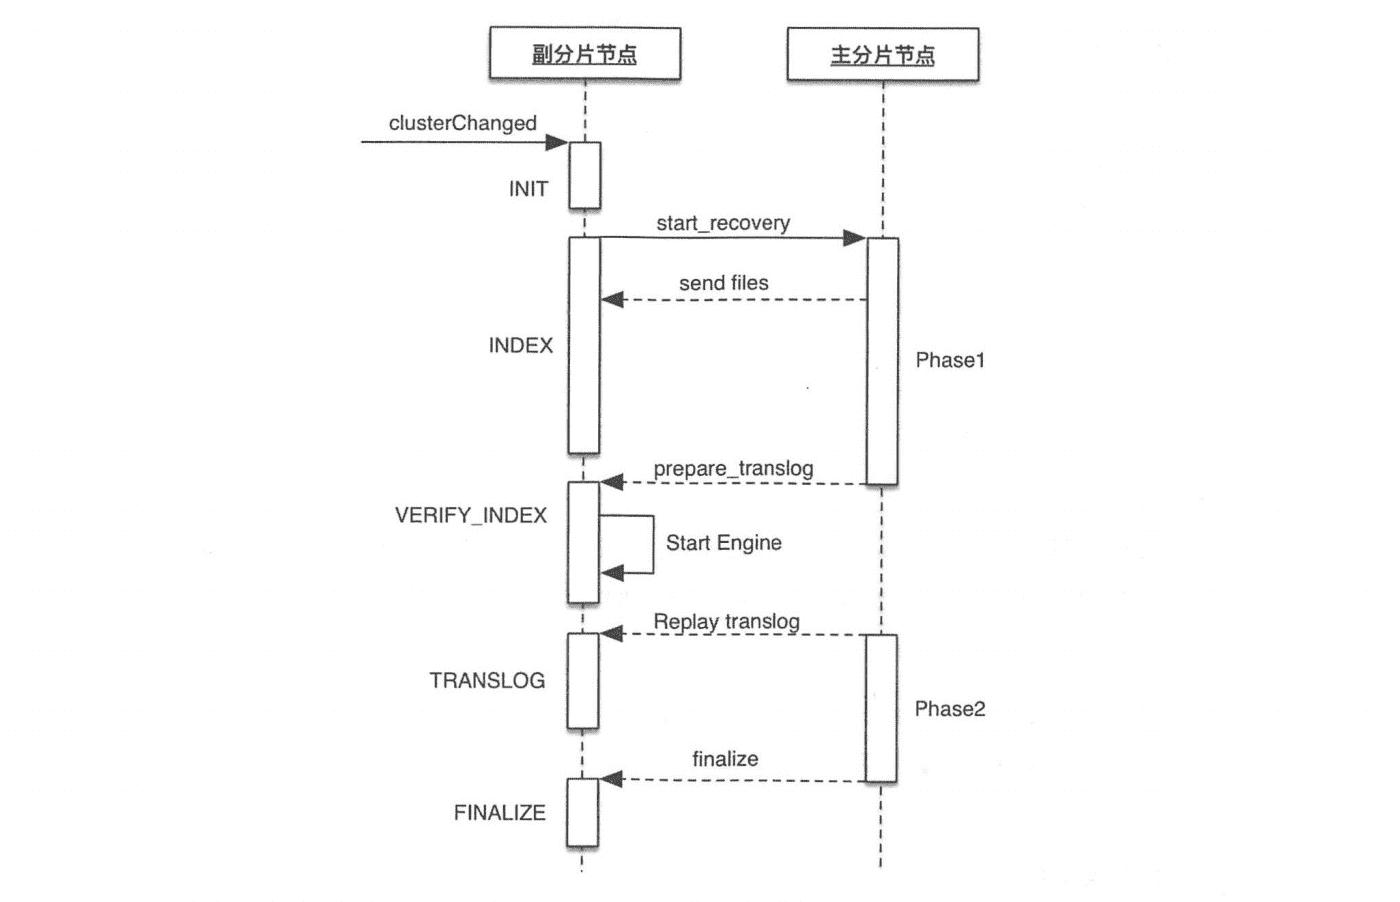 副分片节点
主分片节点
clusterChanged
INIT
start_recovery
send files
INDEX
Phase1
prepare_translog
VERIFY_INDEX
Start Engine
Replay translog
TRANSLOG
Phase2
finalize
FINALIZE